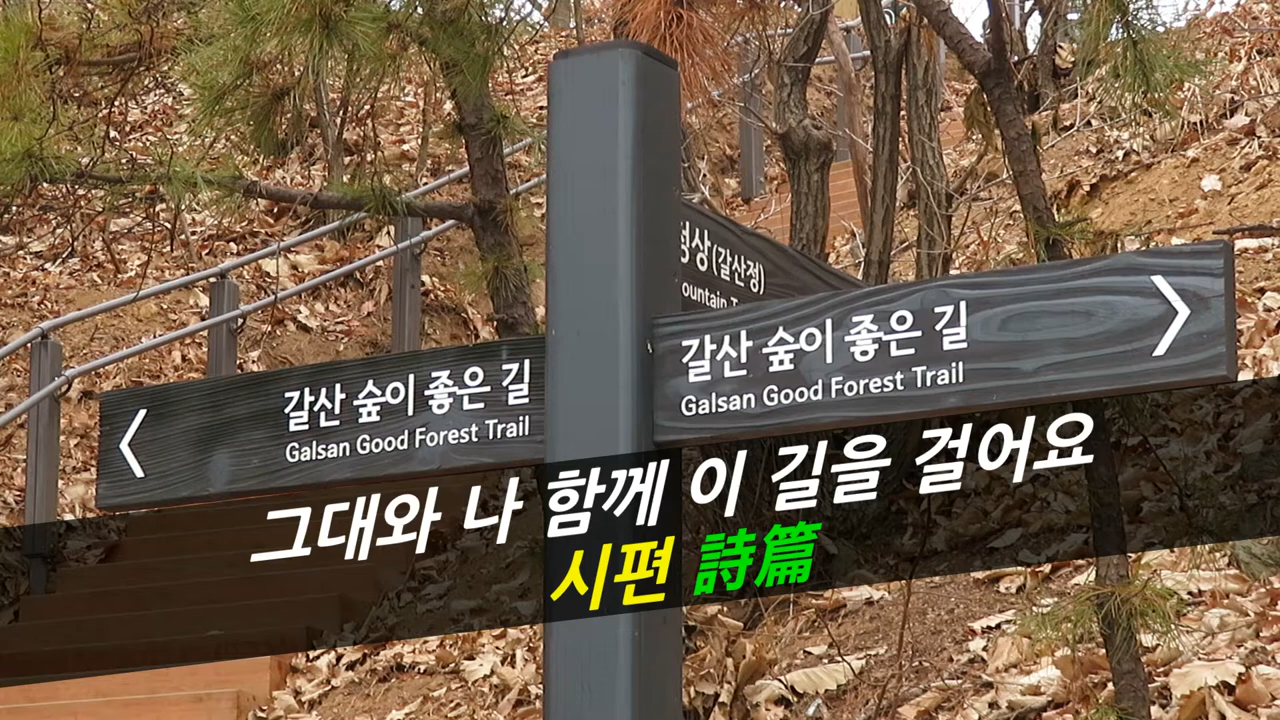 상(갈산정)
갈산 숲이 좋은 길
Galsan Good Forest Trail
갈산 숲이 좋은 길
Galsan Good Forest Trail
그대와 나 함께 이 길을 걸어요
시편 詩篇